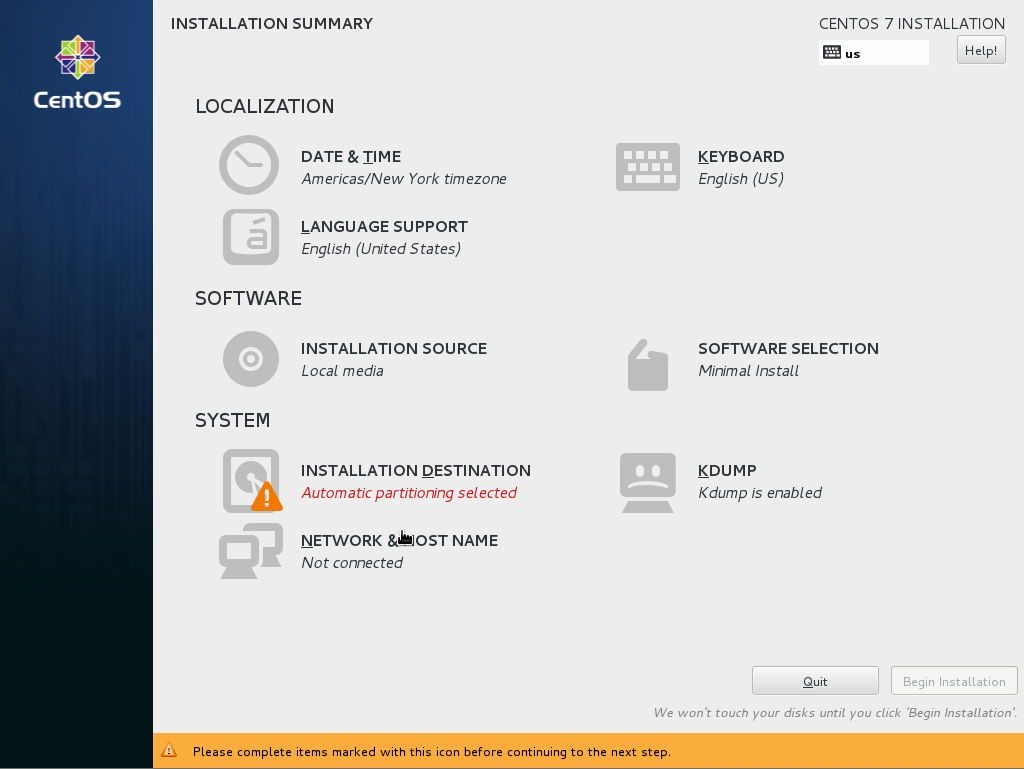 CentOS
INSTALLATION SUMMARY
CENTOS 7 INSTALLATION
us
Help!
LOCALIZATION
DATE & TIME
Americas/New York timezone
KEYBOARD
English (US)
LANGUAGE SUPPORT
English (United States)
SOFTWARE
INSTALLATION SOURCE
Local media
SOFTWARE SELECTION
Minimal Install
SYSTEM
INSTALLATION DESTINATION
Automatic partitioning selected
KDUMP
Kdump is enabled
NETWORK & HOST NAME
Not connected
Quit
Begin Installation
We won't touch your disks until you click 'Begin Installation'.
Please complete items marked with this icon before continuing to the next step.